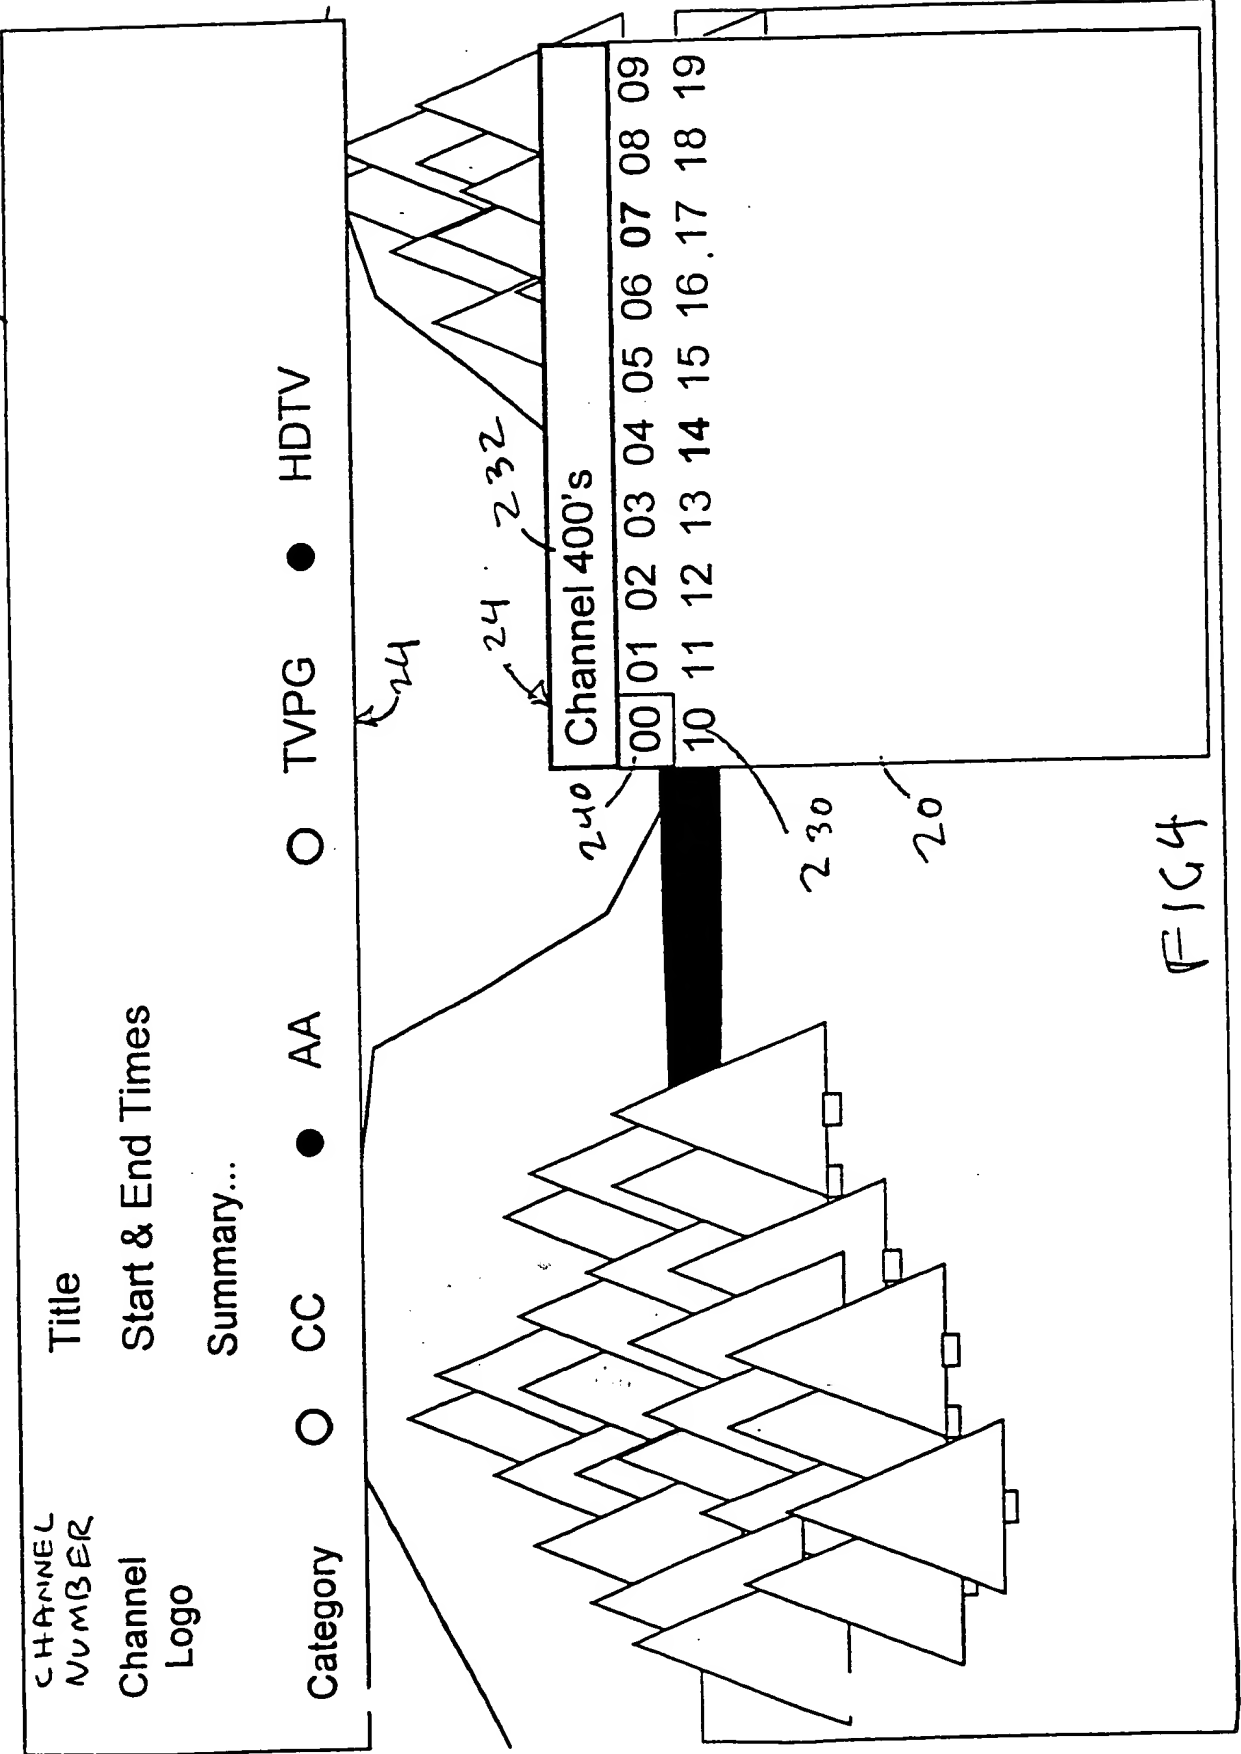 CHANNEL
NUMBER
Title
Channel
Logo
Start & End Times
Summary...
Category CC AA TVPG HDTV
24
24
232
Channel 400's
240
00 01 02 03 04 05 06 07 08 09
10 11 12 13 14 15 16 17 18 19
230
20
FIG4